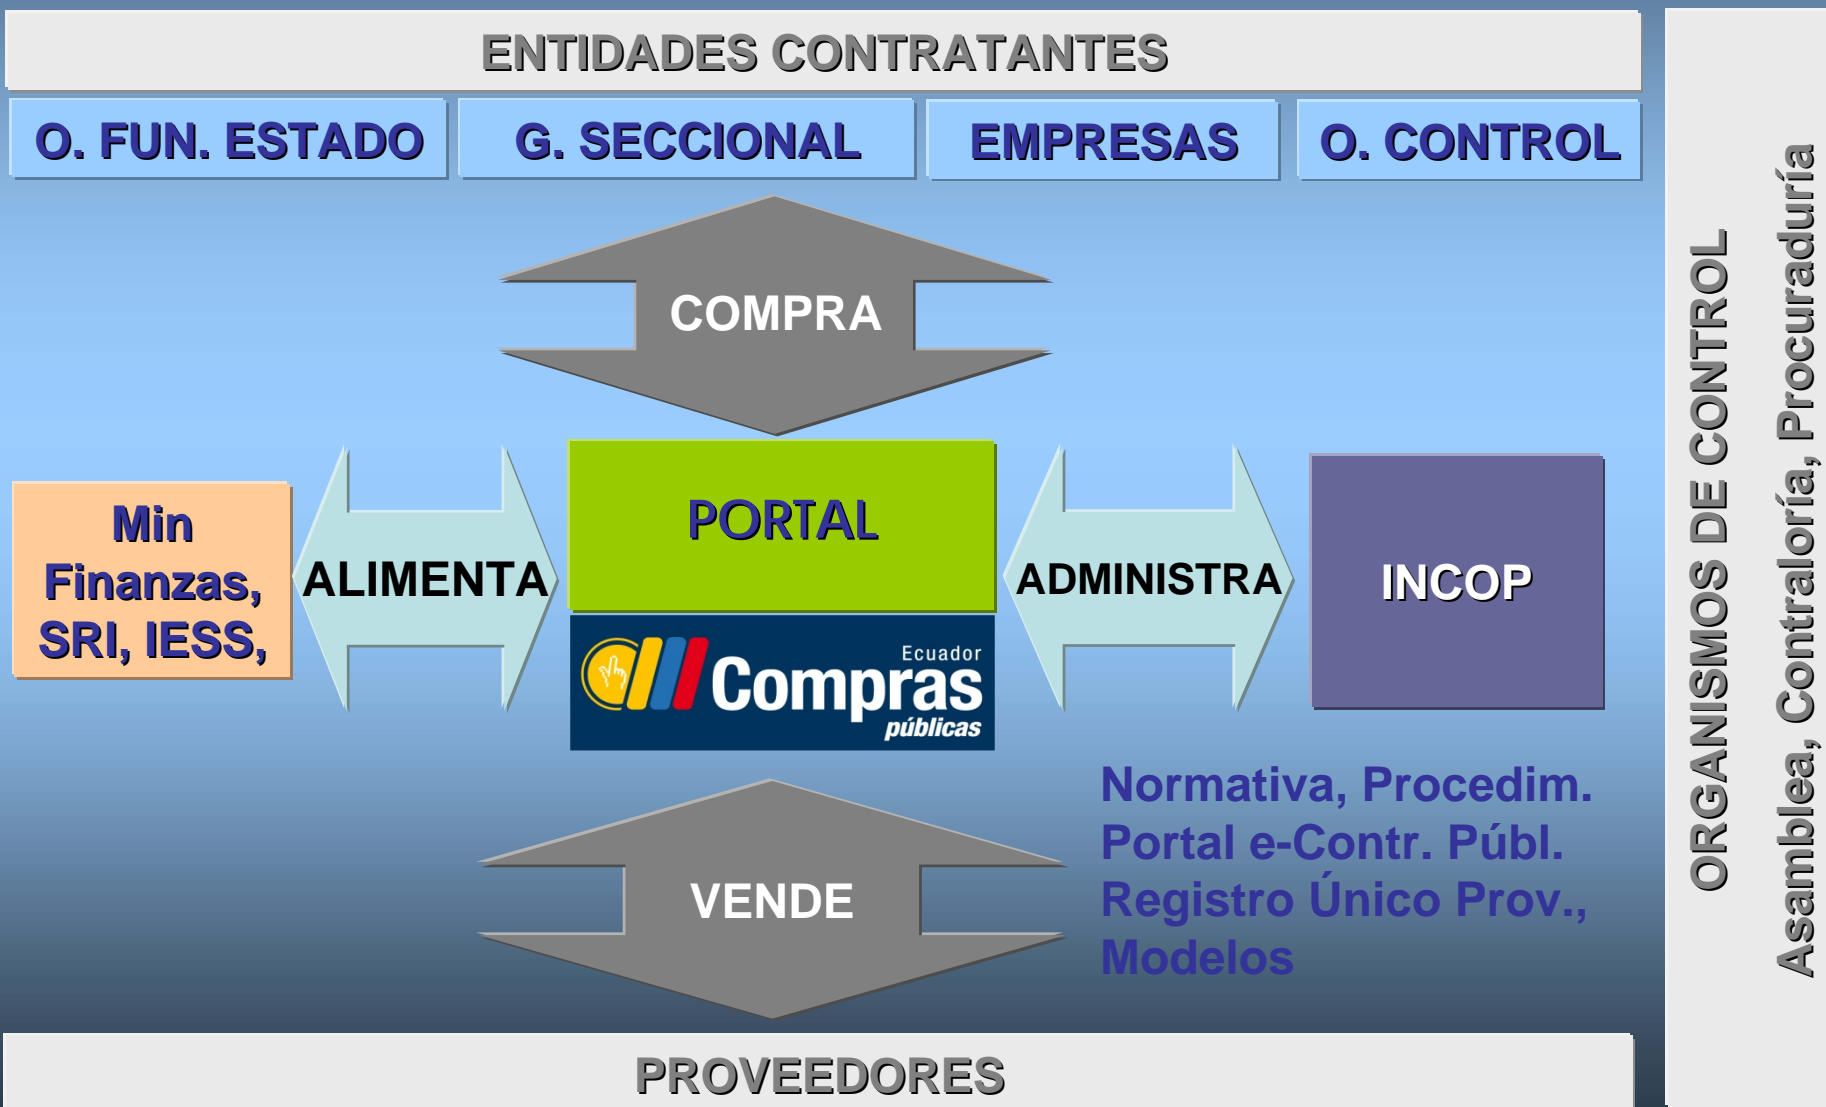 ENTIDADES CONTRATANTES
O. FUN. ESTADO
G. SECCIONAL
EMPRESAS
O. CONTROL
COMPRA
Min
Finanzas,
SRI, IESS,
ALIMENTA
PORTAL
Ecuador
Compras
públicas
ADMINISTRA
INCOP
Normativa, Procedim.
Portal e-Contr. Públ.
Registro Único Prov.,
Modelos
VENDE
PROVEEDORES
ORGANISMOS DE CONTROL
Asamblea, Contraloría, Procuraduría